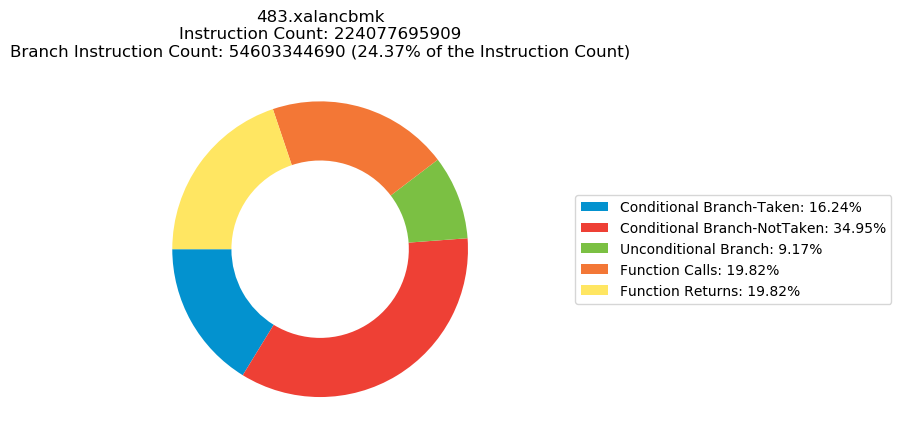 483.xalancbmk
Instruction Count: 224077695909
Branch Instruction Count: 54603344690 (24.37% of the Instruction Count)
Conditional Branch-Taken: 16.24%
Conditional Branch-NotTaken: 34.95%
Unconditional Branch: 9.17%
Function Calls: 19.82%
Function Returns: 19.82%